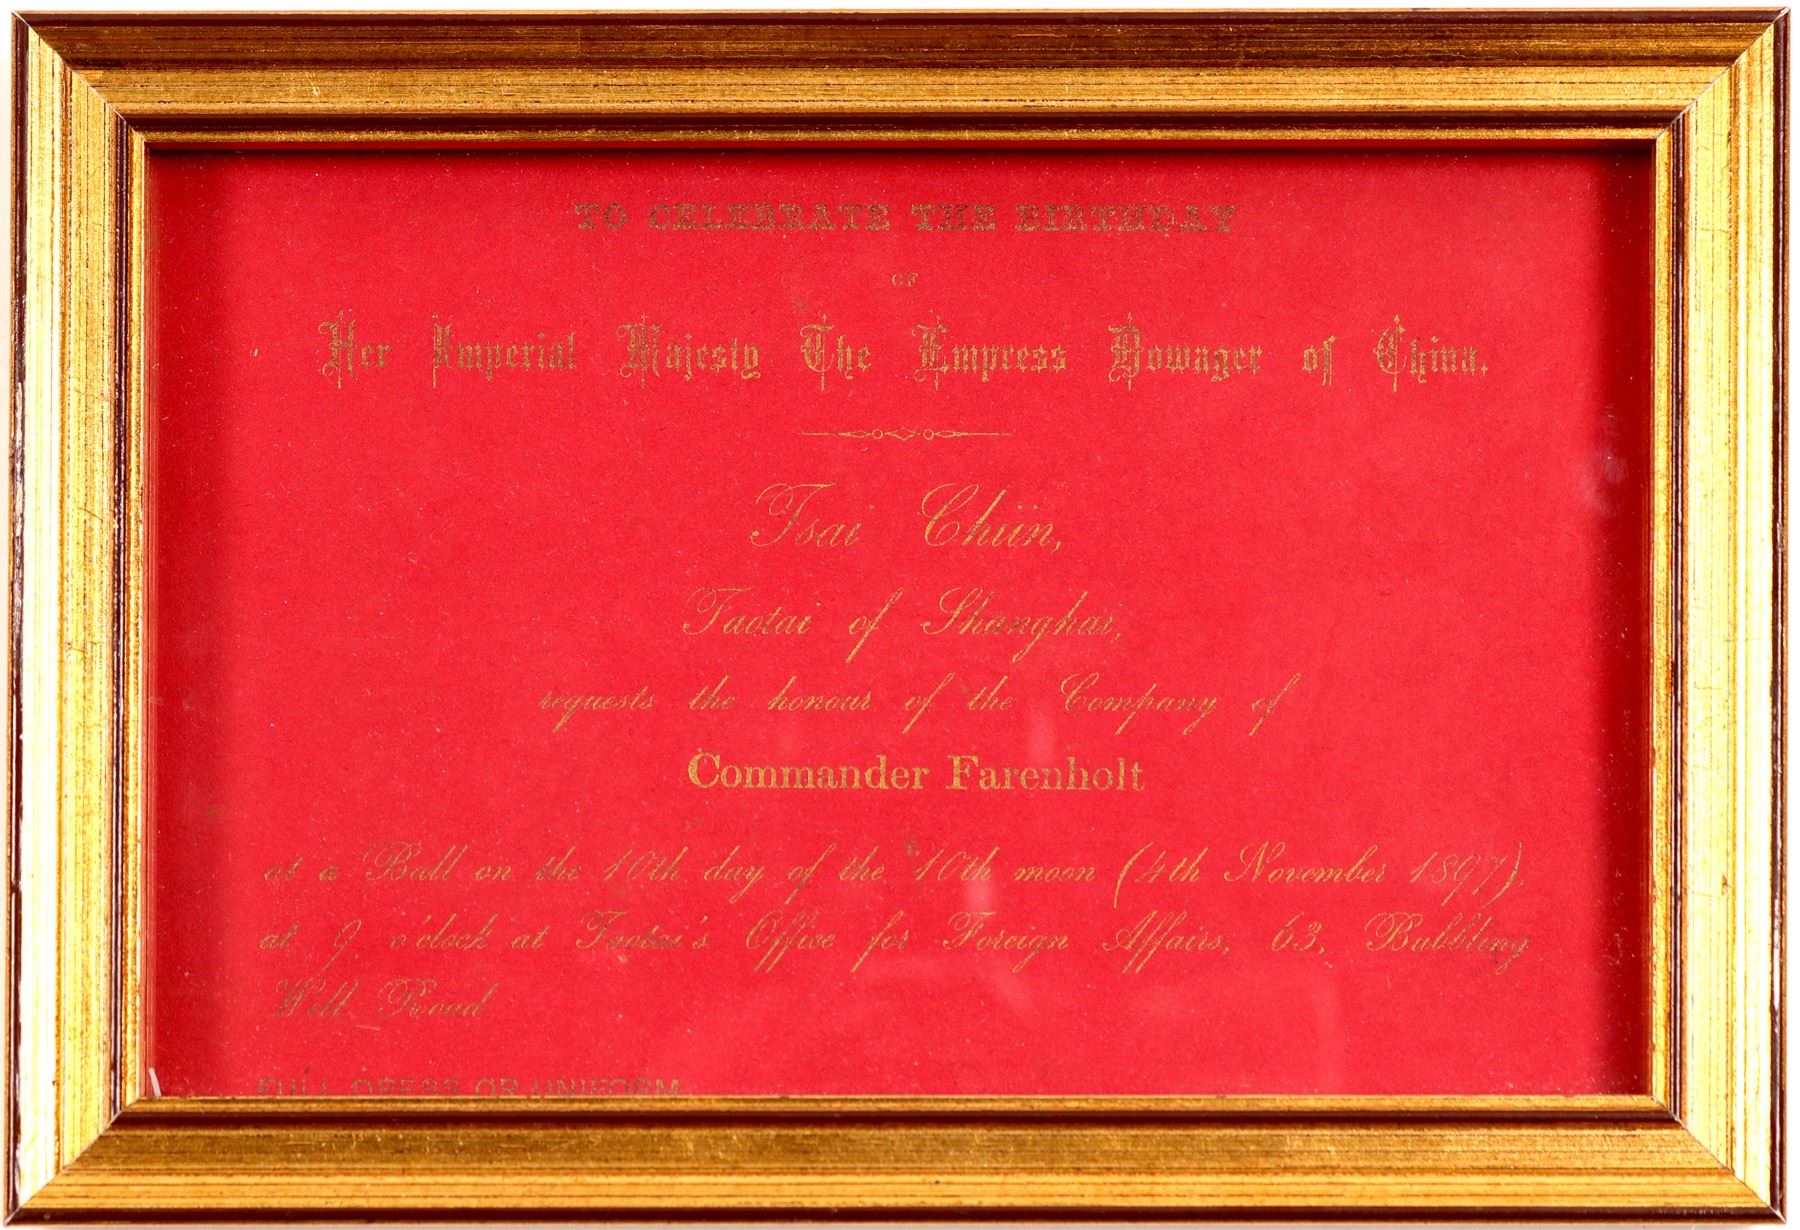 TO CELEBRATE THE BIRTHDAY
OF
Her Imperial Majesty The Empress Dowager of China.
Tsai Chün,
Taotai of Shanghai,
requests the honour of the Company of
Commander Farenholt
at a Ball on the 10th day of the 10th moon (4th November 1897),
at 9 o'clock at Taotai's Office for Foreign Affairs, 63, Bubbling
Well Road.
FULL DRESS OR UNIFORM